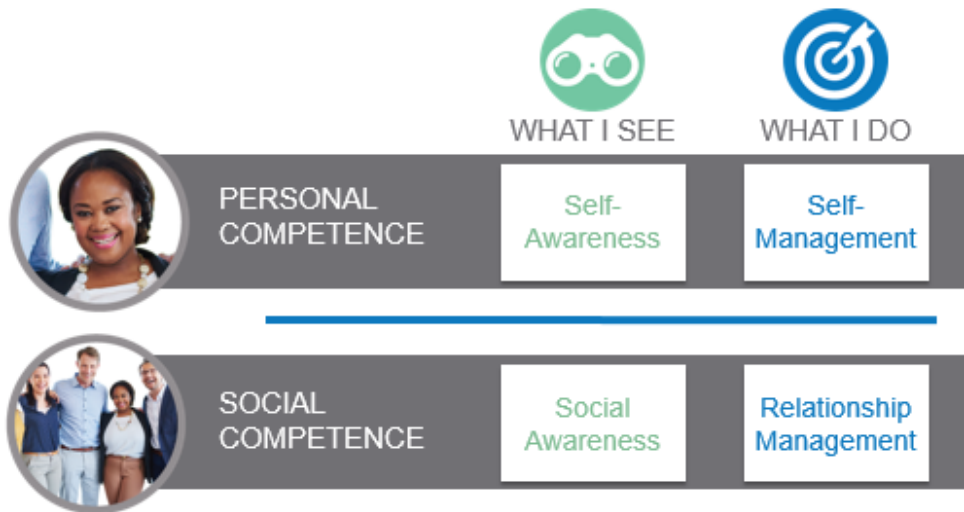 WHAT I SEE
WHAT I DO
PERSONAL
COMPETENCE
Self-
Awareness
Self-
Management
SOCIAL
COMPETENCE
Social
Awareness
Relationship
Management